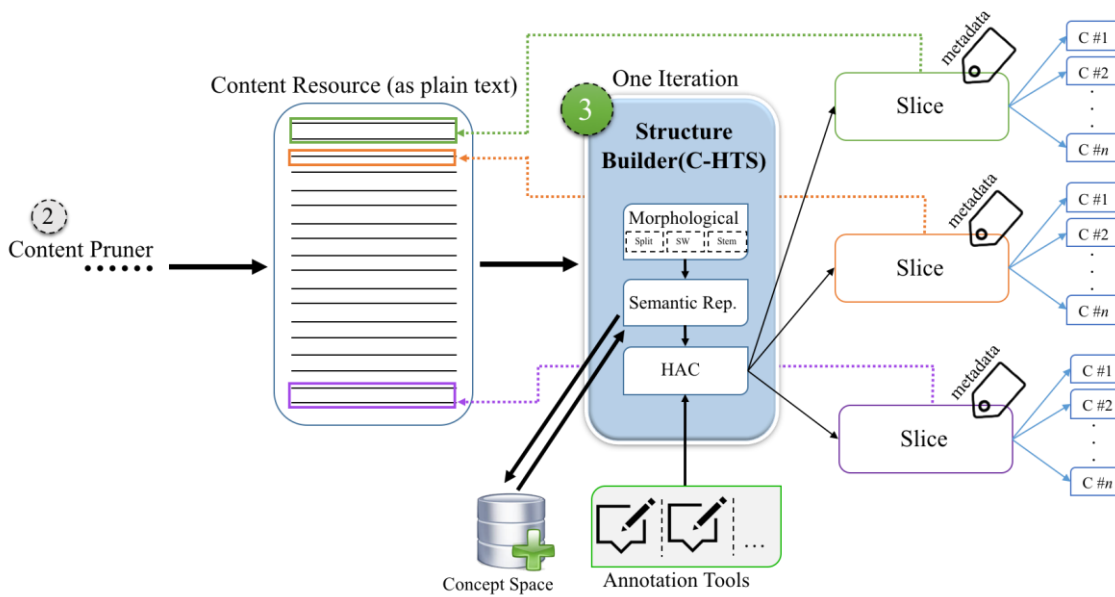 2
Content Pruner
Content Resource (as plain text)
One Iteration
3
Structure
Builder(C-HTS)
Morphological
Split
SW
Stem
Semantic Rep.
HAC
Concept Space
...
Annotation Tools
metadata
Slice
C #1
C #2
C #n
metadata
Slice
C #1
C #2
C #n
metadata
Slice
C #1
C #2
C #n